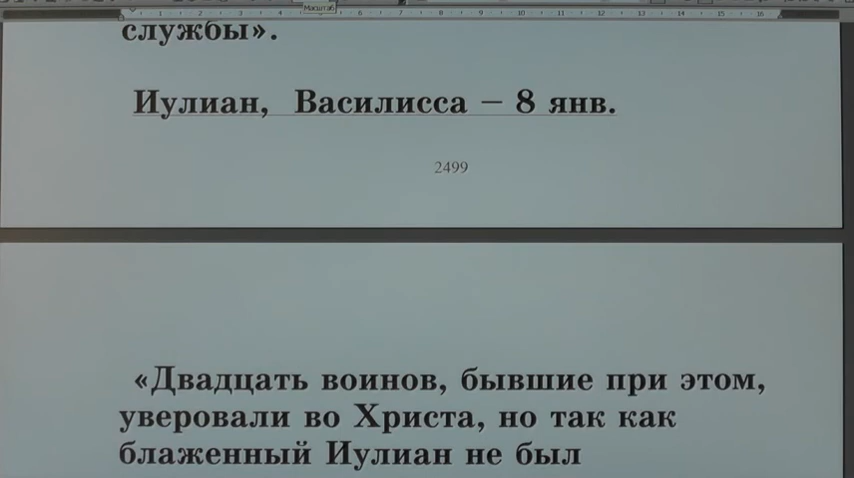 Масштаб
службы».
Иулиан, Василисса – 8 янв.
2499
«Двадцать воинов, бывшие при этом,
уверовали во Христа, но так как
блаженный Иулиан не был